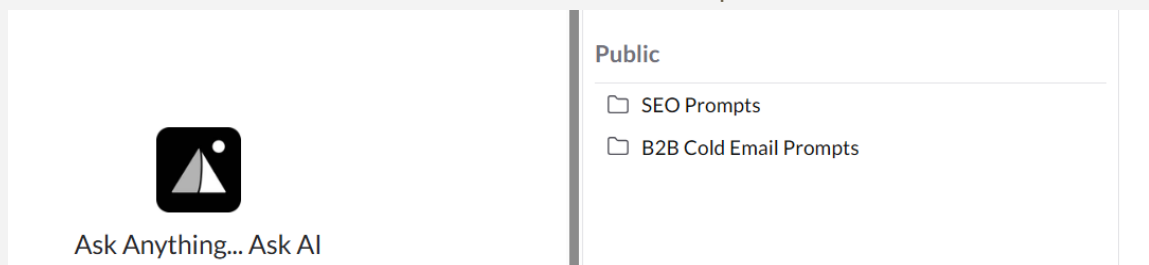 Public
SEO Prompts
B2B Cold Email Prompts
Ask Anything... Ask AI